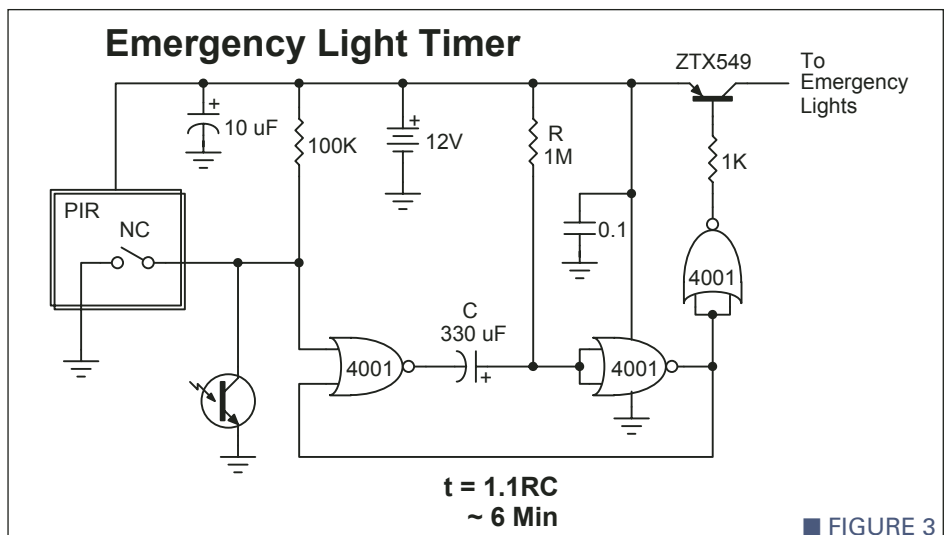 Emergency Light Timer
ZTX549
To
Emergency
Lights
+
10 uF
100K
+
12V
R
1M
1K
PIR
NC
0.1
4001
C
330 uF
+
4001
4001
t = 1.1RC
~ 6 Min
■ FIGURE 3